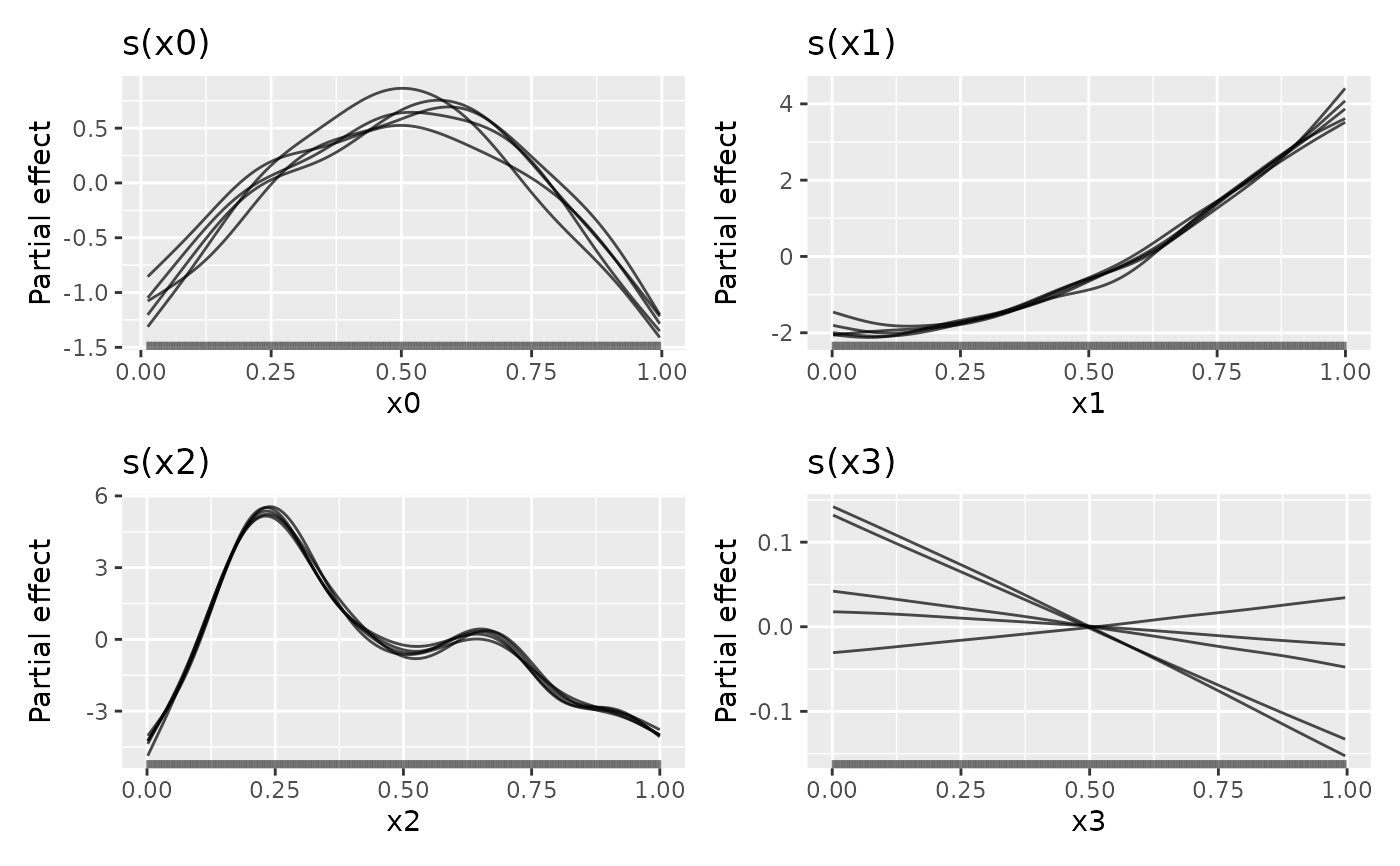 s(x0)
Partial effect
0.5
0.0
-0.5
-1.0
-1.5
0.00 0.25 0.50 0.75 1.00
x0
s(x1)
Partial effect
4
2
0
-2
0.00 0.25 0.50 0.75 1.00
x1
s(x2)
Partial effect
6
3
0
-3
0.00 0.25 0.50 0.75 1.00
x2
s(x3)
Partial effect
0.1
0.0
-0.1
0.00 0.25 0.50 0.75 1.00
x3